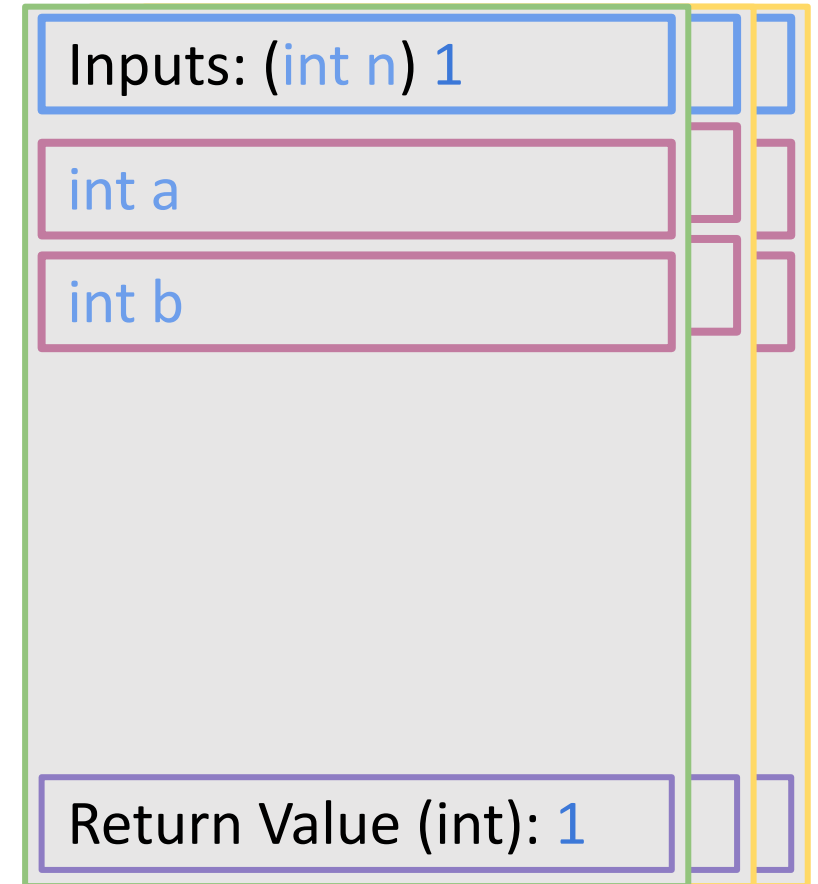 Inputs: (int n) 1
int a
int b
Return Value (int): 1